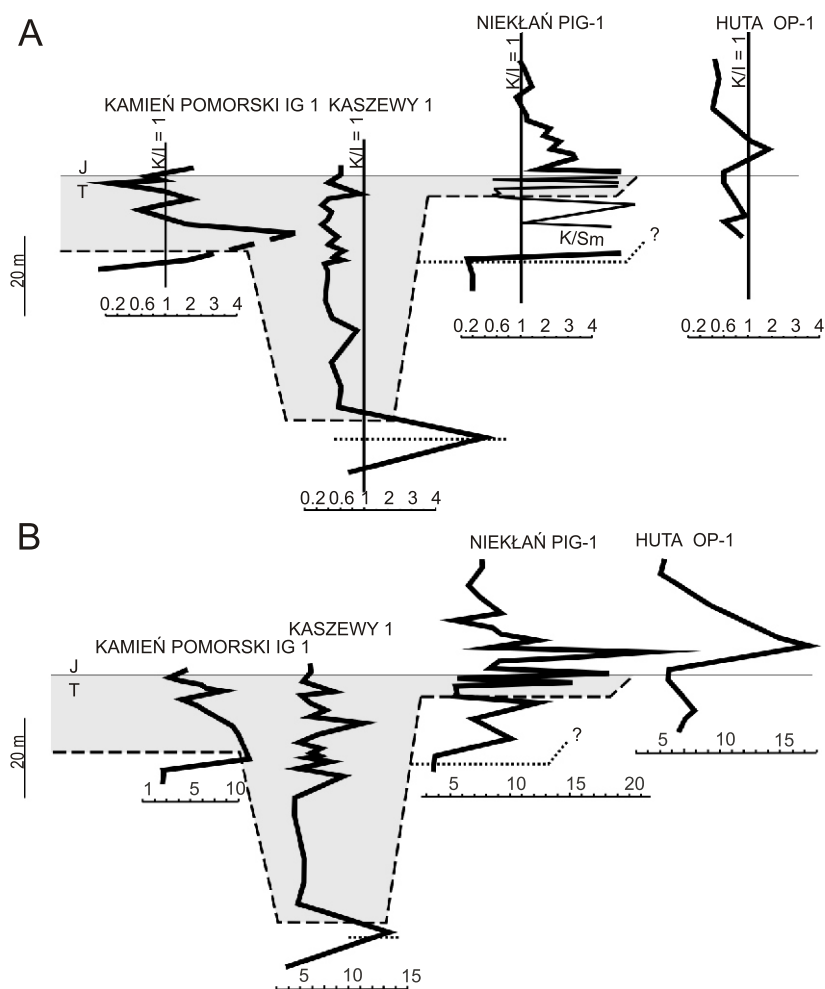 A
NIEKŁAŃ PIG-1
HUTA OP-1
KAMIEŃ POMORSKI IG 1
KASZEWY 1
K/I = 1
K/I = 1
K/I = 1
K/I = 1
J
T
K/Sm
?
20 m
0.2 0.6 1 2 3 4
0.2 0.6 1 2 3 4
0.2 0.6 1 2 3 4
0.2 0.6 1 2 3 4
B
NIEKŁAŃ PIG-1
HUTA OP-1
KASZEWY 1
KAMIEŃ POMORSKI IG 1
J
T
?
20 m
5 10 15
1 5 10
5 10 15 20
5 10 15